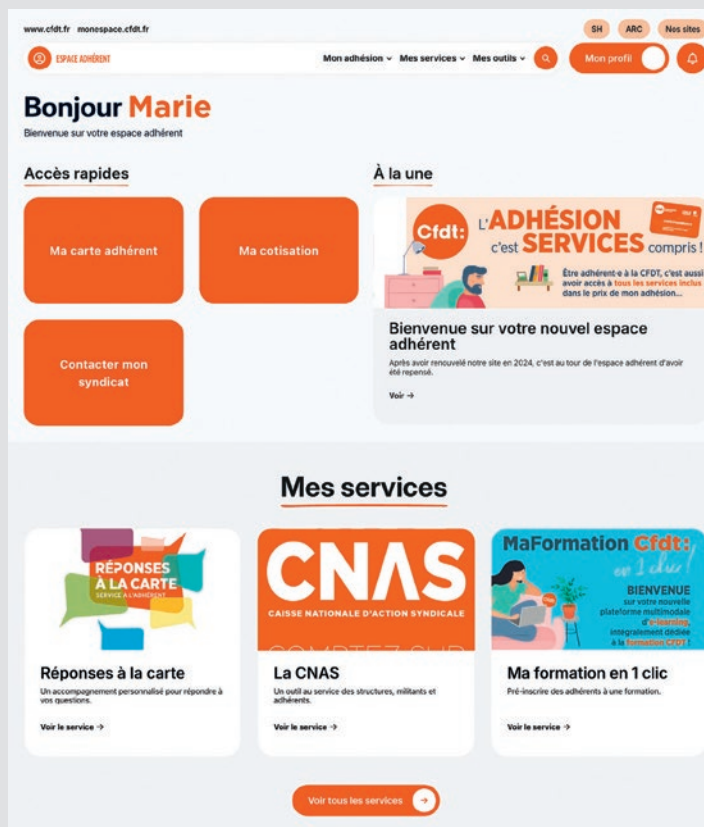 www.cfdt.fr monespace.cfdt.fr
SH ARC Nos sites
ESPACE ADHÉRENT
Mon adhésion Mes services Mes outils
Mon profil
Bonjour Marie
Bienvenue sur votre espace adhérent
Accès rapides
Ma carte adhérent
Ma cotisation
Contacter mon
syndicat
À la une
Cfdt:
L'ADHÉSION
c'est SERVICES compris !
Être adhérent·e à la CFDT, c'est aussi
avoir accès à tous les services inclus
dans le prix de mon adhésion...
Bienvenue sur votre nouvel espace
adhérent
Après avoir renouvelé notre site en 2024, c'est au tour de l'espace adhérent d'avoir
été repensé.
Voir →
Mes services
RÉPONSES
À LA CARTE
SERVICE À L'ADHÉRENT
Réponses à la carte
Un accompagnement personnalisé pour répondre à
vos questions.
Voir le service →
CNAS
CAISSE NATIONALE D'ACTION SYNDICALE
COMPTEZ SUR
La CNAS
Un outil au service des structures, militants et
adhérents.
Voir le service →
MaFormation Cfdt:
en 1 clic !
BIENVENUE
sur votre nouvelle
plateforme multimodale
d'e-learning,
intégralement dédiée
à la formation CFDT !
Ma formation en 1 clic
Pré-inscrire des adhérents à une formation.
Voir le service →
Voir tous les services →